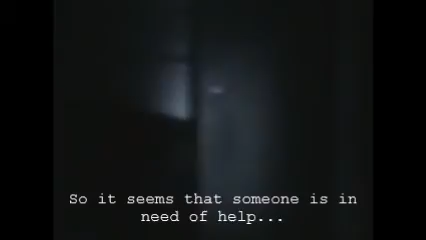 So it seems that someone is in
need of help...